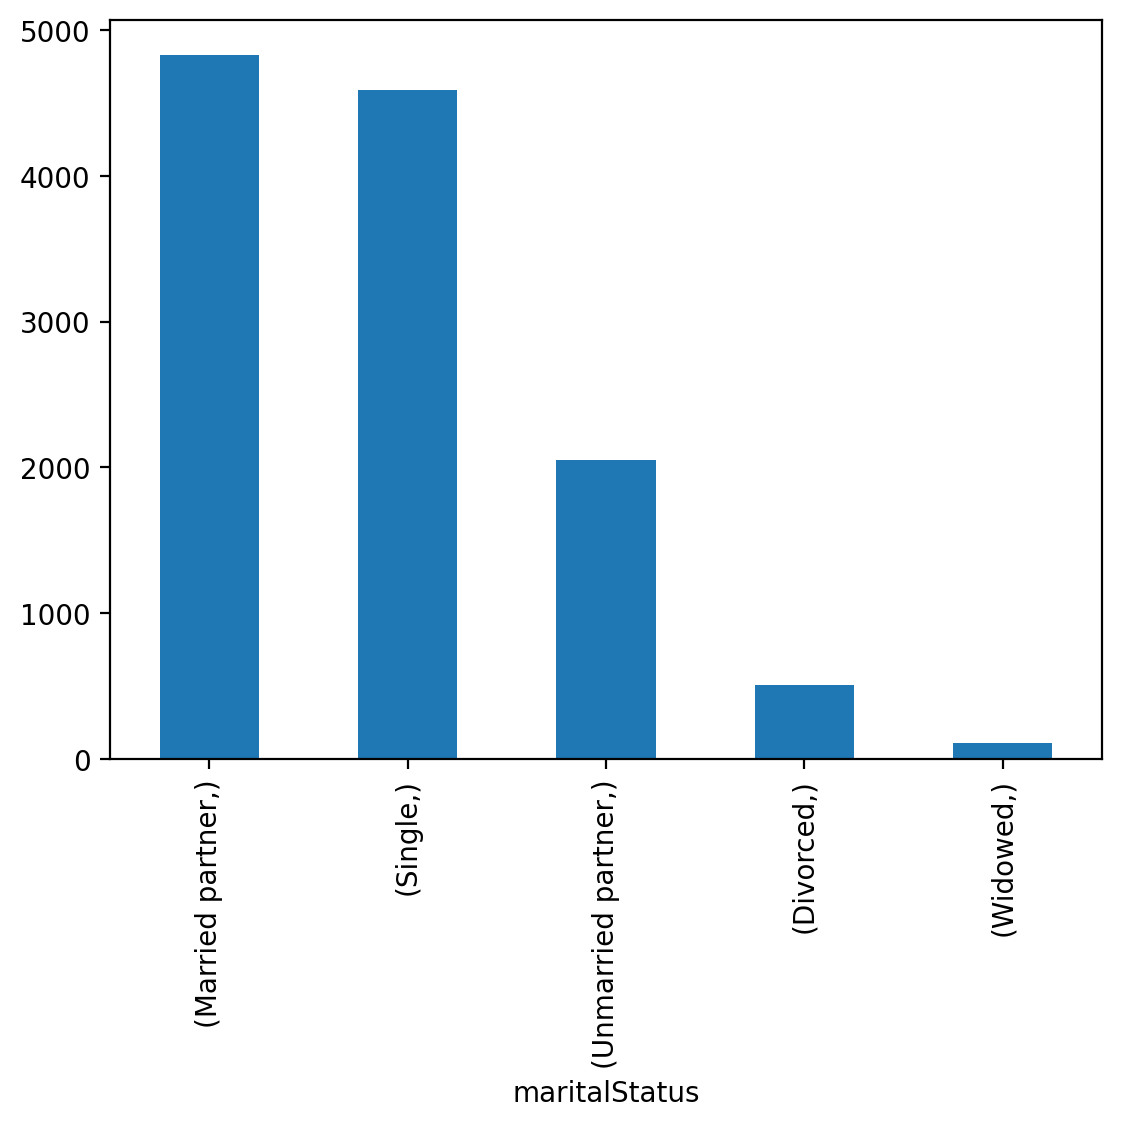 5000
4000
3000
2000
1000
0
(Married partner,)
(Single,)
(Unmarried partner,)
(Divorced,)
(Widowed,)
maritalStatus